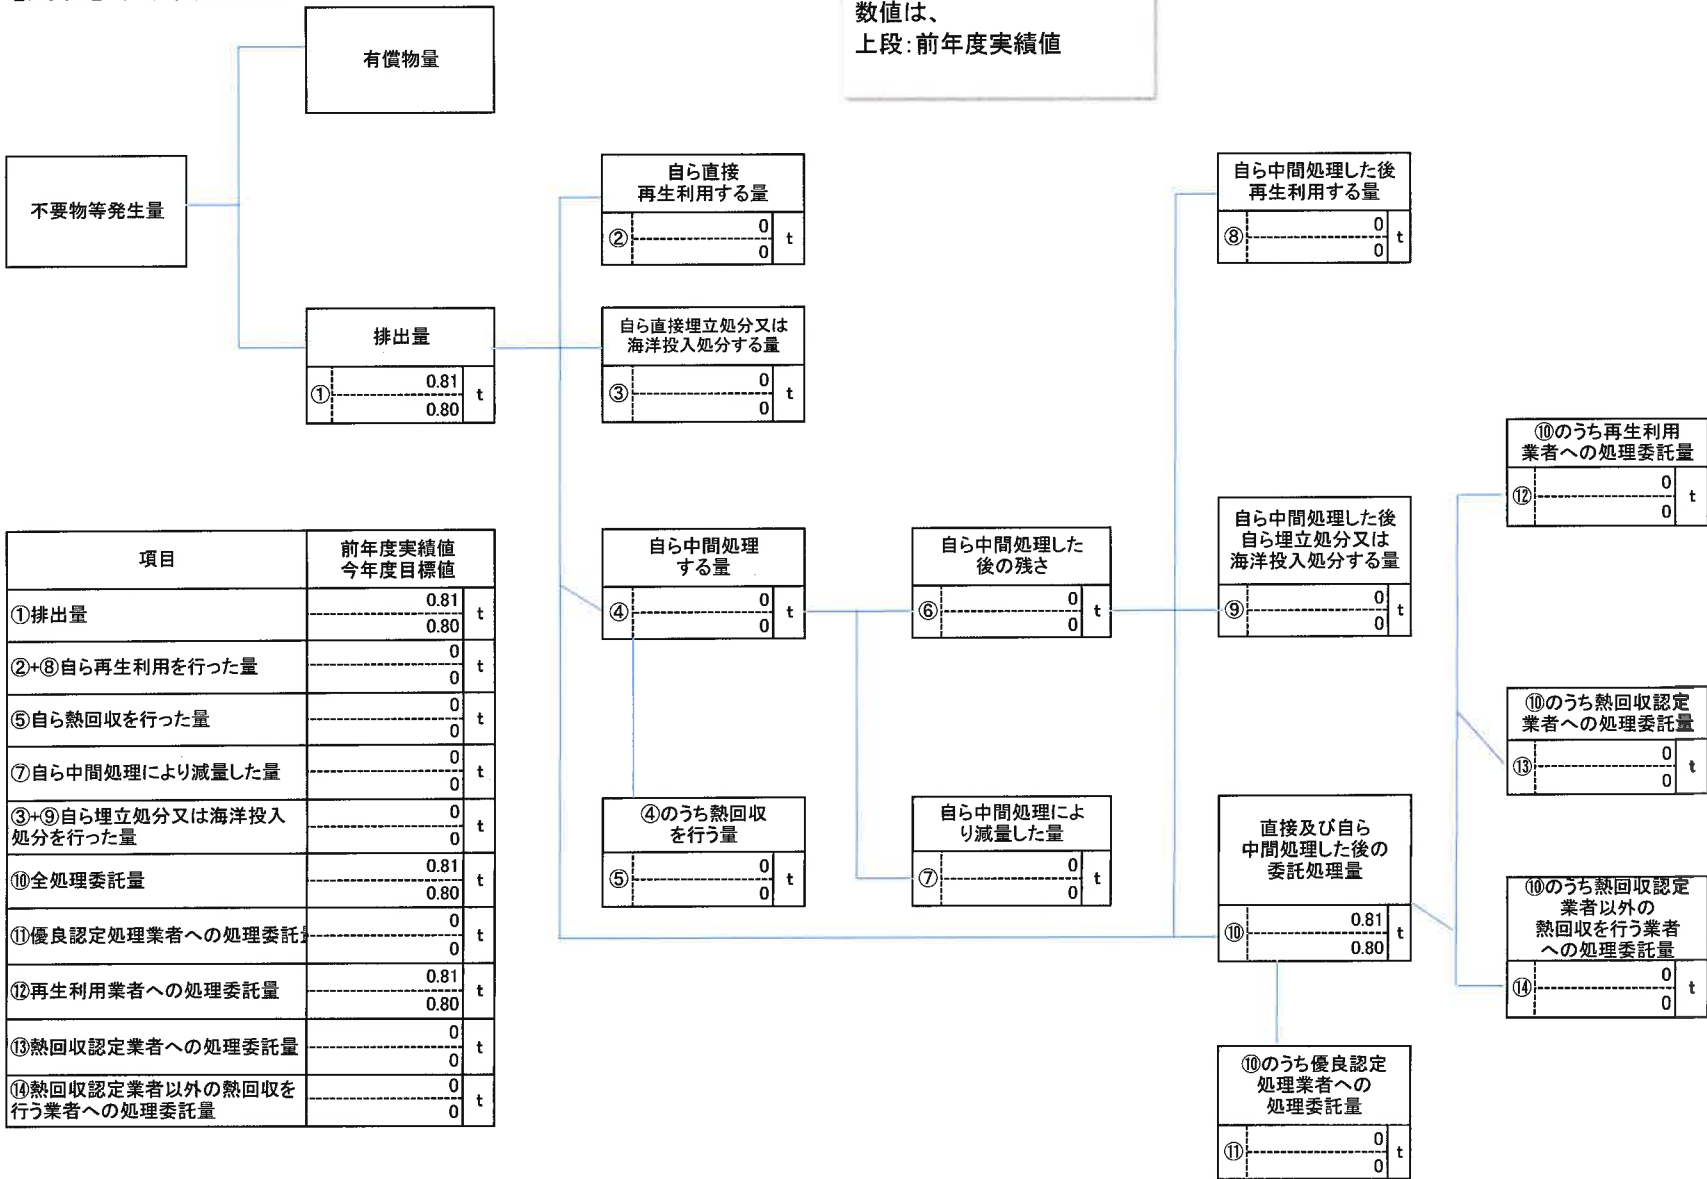 数値は、
上段:前年度実績値
有償物量
不要物等発生量
排出量
① 0.81 t
0.80
自ら直接
再生利用する量
② 0 t
0
自ら直接埋立処分又は
海洋投入処分する量
③ 0 t
0
自ら中間処理した後
再生利用する量
⑧ 0 t
0
自ら中間処理
する量
④ 0 t
0
自ら中間処理した
後の残さ
⑥ 0 t
0
自ら中間処理した後
自ら埋立処分又は
海洋投入処分する量
⑨ 0 t
0
④のうち熱回収
を行う量
⑤ 0 t
0
自ら中間処理によ
り減量した量
⑦ 0 t
0
直接及び自ら
中間処理した後の
委託処理量
⑩ 0.81 t
0.80
⑩のうち優良認定
処理業者への
処理委託量
⑪ 0 t
0
⑩のうち再生利用
業者への処理委託量
⑫ 0 t
0
⑩のうち熱回収認定
業者への処理委託量
⑬ 0 t
0
⑩のうち熱回収認定
業者以外の
熱回収を行う業者
への処理委託量
⑭ 0 t
0
項目 前年度実績値
今年度目標値
①排出量 0.81 t
0.80
②+⑧自ら再生利用を行った量 0 t
0
⑤自ら熱回収を行った量 0 t
0
⑦自ら中間処理により減量した量 0 t
0
③+⑨自ら埋立処分又は海洋投入
処分を行った量 0 t
0
⑩全処理委託量 0.81 t
0.80
⑪優良認定処理業者への処理委託 0 t
0
⑫再生利用業者への処理委託量 0.81 t
0.80
⑬熱回収認定業者への処理委託量 0 t
0
⑭熱回収認定業者以外の熱回収を
行う業者への処理委託量 0 t
0